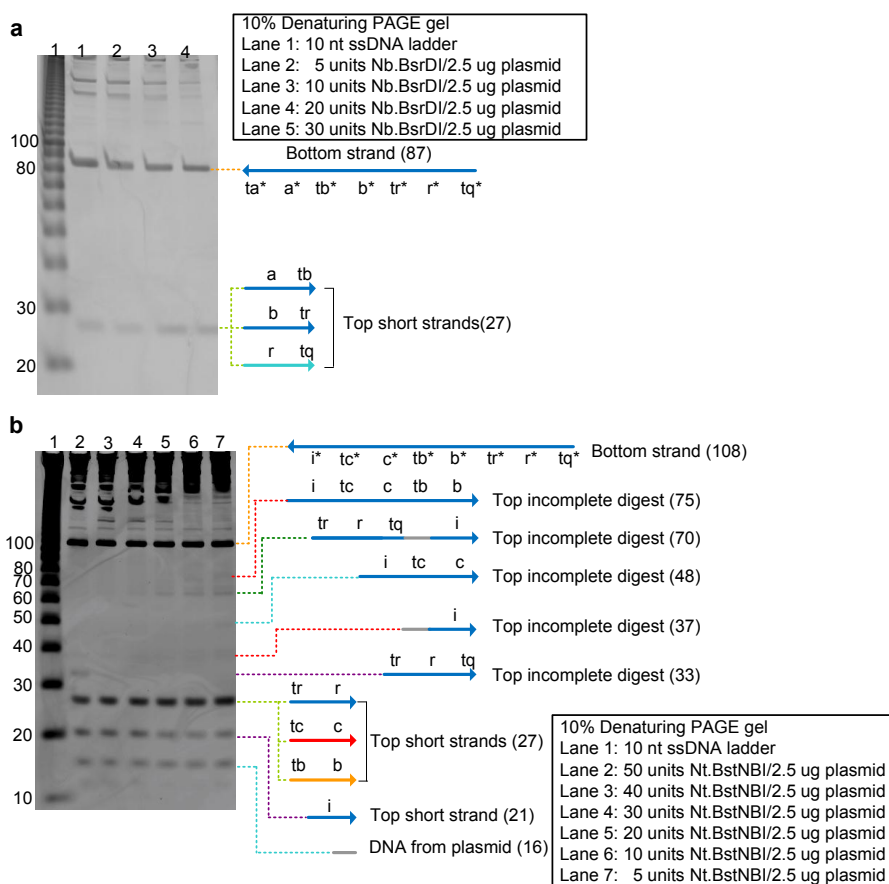 a
1 1 2 3 4
10% Denaturing PAGE gel
Lane 1: 10 nt ssDNA ladder
Lane 2: 5 units Nb.BsrDI/2.5 ug plasmid
Lane 3: 10 units Nb.BsrDI/2.5 ug plasmid
Lane 4: 20 units Nb.BsrDI/2.5 ug plasmid
Lane 5: 30 units Nb.BsrDI/2.5 ug plasmid
100
80
30
20
Bottom strand (87)
ta* a* tb* b* tr* r* tq*
a tb
b tr
r tq
Top short strands(27)
b
1 2 3 4 5 6 7
100
80
70
60
50
40
30
20
10
i* tc* c* tb* b* tr* r* tq*
Bottom strand (108)
i tc c tb b
Top incomplete digest (75)
tr r tq i
Top incomplete digest (70)
i tc c
Top incomplete digest (48)
i
Top incomplete digest (37)
tr r tq
Top incomplete digest (33)
tr r
tc c
tb b
Top short strands (27)
i
Top short strand (21)
DNA from plasmid (16)
10% Denaturing PAGE gel
Lane 1: 10 nt ssDNA ladder
Lane 2: 50 units Nt.BstNBI/2.5 ug plasmid
Lane 3: 40 units Nt.BstNBI/2.5 ug plasmid
Lane 4: 30 units Nt.BstNBI/2.5 ug plasmid
Lane 5: 20 units Nt.BstNBI/2.5 ug plasmid
Lane 6: 10 units Nt.BstNBI/2.5 ug plasmid
Lane 7: 5 units Nt.BstNBI/2.5 ug plasmid